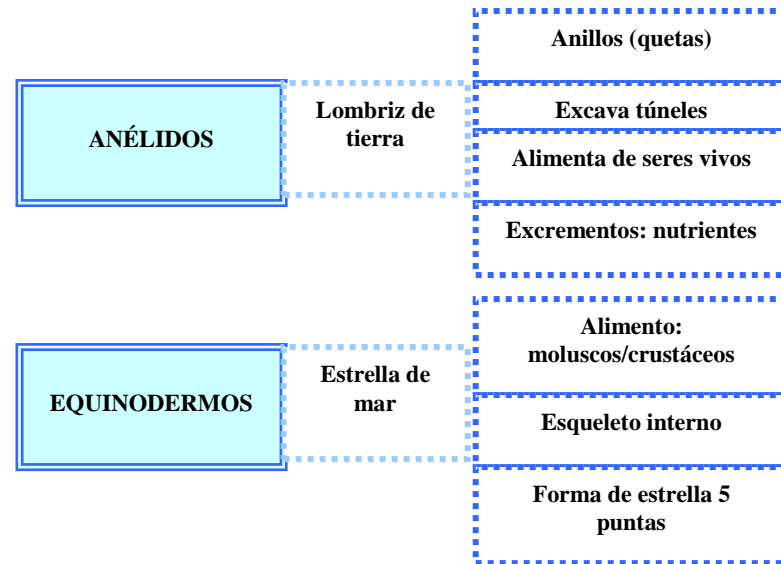 ANÉLIDOS
Lombriz de
tierra
Anillos (quetas)
Excava túneles
Alimenta de seres vivos
Excrementos: nutrientes
EQUINODERMOS
Estrella de
mar
Alimento:
moluscos/crustáceos
Esqueleto interno
Forma de estrella 5
puntas